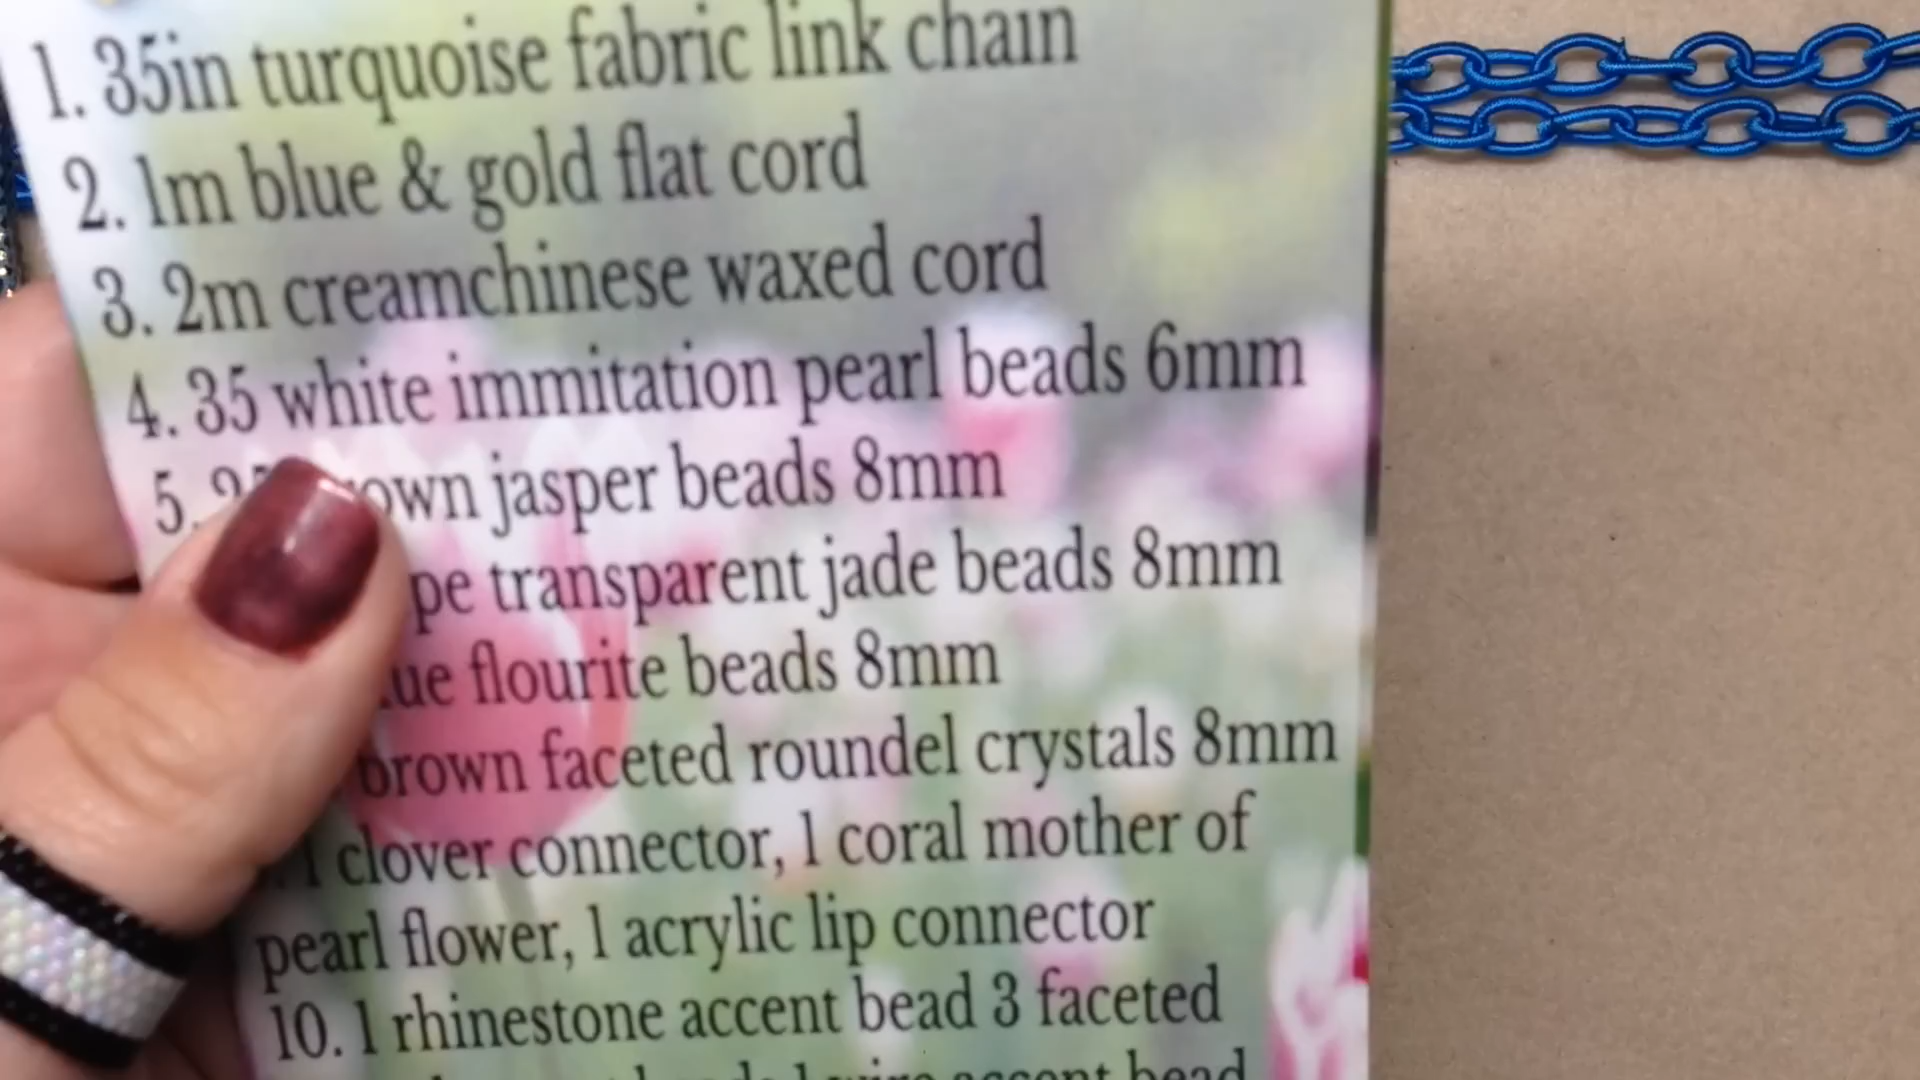 1. 35in turquoise fabric link chain
2. 1m blue & gold flat cord
3. 2m creamchinese waxed cord
4. 35 white immitation pearl beads 6mm
5. jasper beads 8mm
transparent jade beads 8mm
flourite beads 8mm
brown faceted roundel crystals 8mm
1 clover connector, 1 coral mother of
pearl flower, 1 acrylic lip connector
10. 1 rhinestone accent bead 3 faceted
accent bead